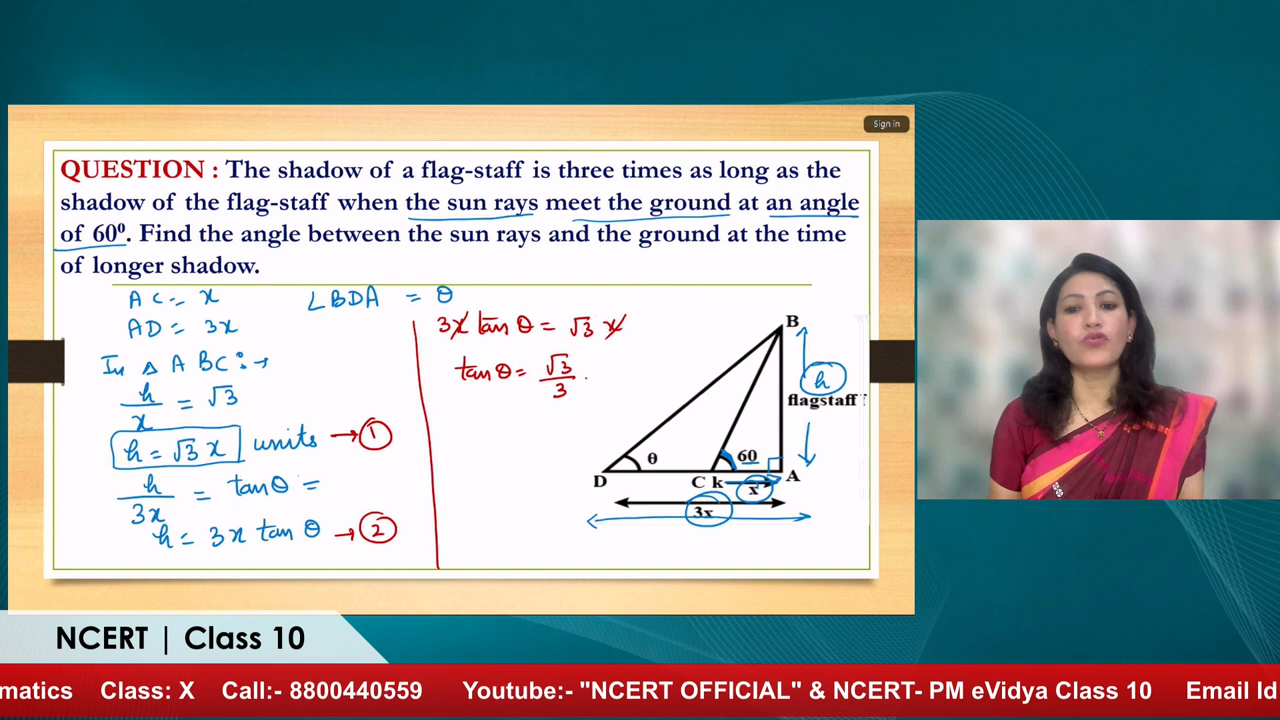 Sign in
QUESTION : The shadow of a flag-staff is three times as long as the
shadow of the flag-staff when the sun rays meet the ground at an angle
of 60⁰. Find the angle between the sun rays and the ground at the time
of longer shadow.
AC = x
∠BDA = θ
AD = 3x
In △ ABC :→
h/x = √3
h = √3 x units → ①
h/3x = tan θ =
h = 3x tan θ → ②
3x tan θ = √3 x
tan θ = √3/3
B
h
flagstaff
θ
60
D
C k
x
A
3x
NCERT | Class 10
matics Class: X Call:- 8800440559 Youtube:- "NCERT OFFICIAL" & NCERT- PM eVidya Class 10 Email Id